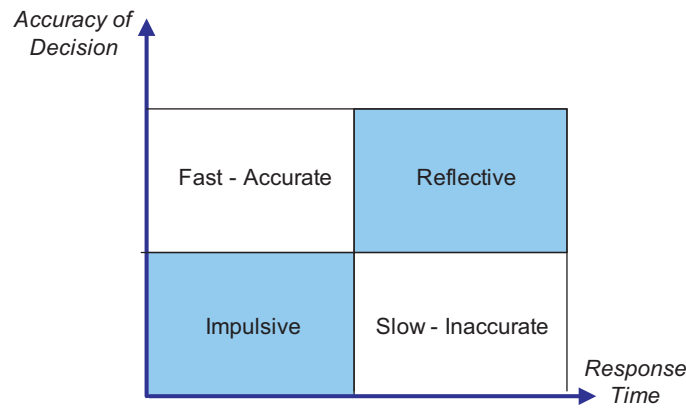 Accuracy of
Decision
Fast - Accurate
Reflective
Impulsive
Slow - Inaccurate
Response
Time